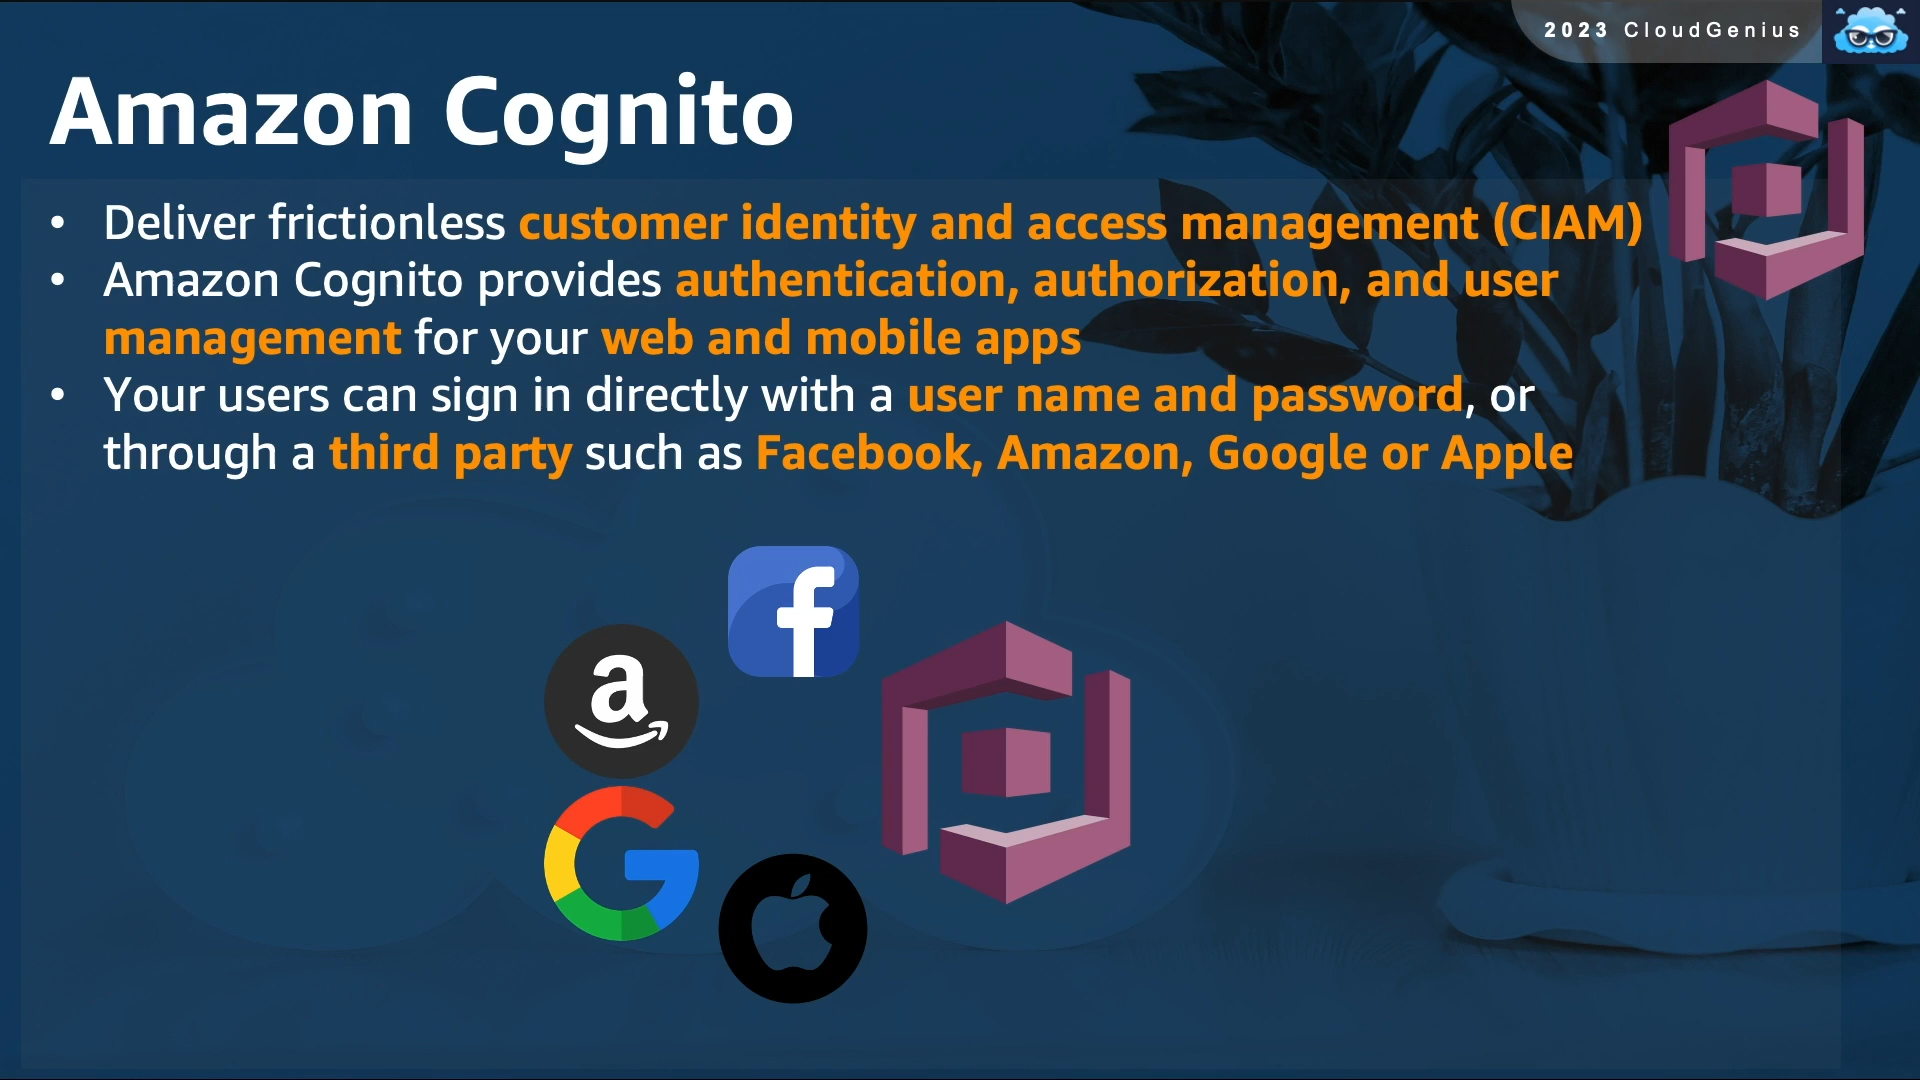 2023 CloudGenius
Amazon Cognito
• Deliver frictionless customer identity and access management (CIAM)
• Amazon Cognito provides authentication, authorization, and user
management for your web and mobile apps
• Your users can sign in directly with a user name and password, or
through a third party such as Facebook, Amazon, Google or Apple